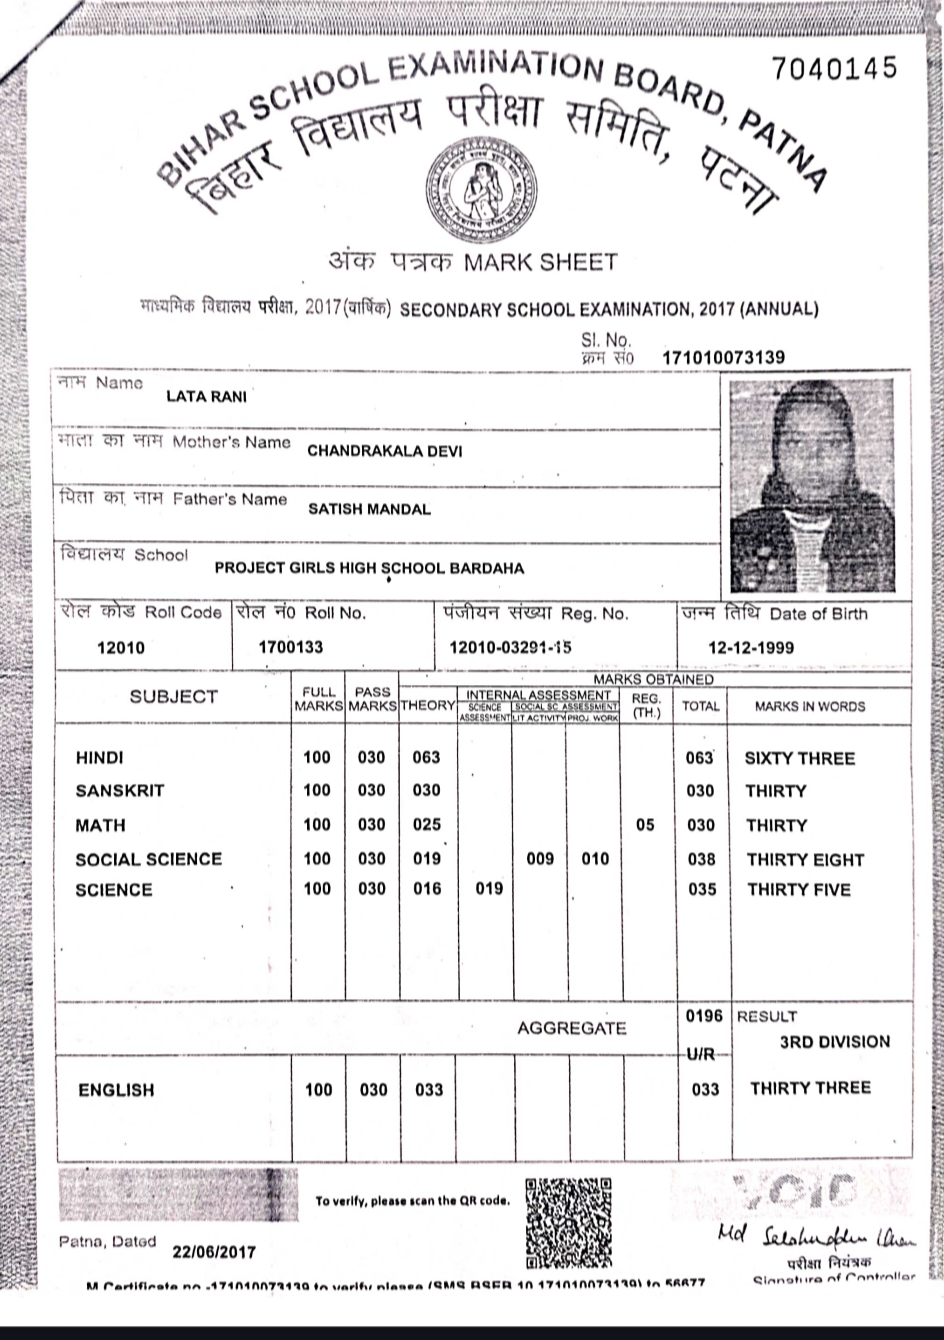 7040145
BIHAR SCHOOL EXAMINATION BOARD, PATNA
बिहार विद्यालय परीक्षा समिति, पटना
अंक पत्रक MARK SHEET
माध्यमिक विद्यालय परीक्षा, 2017 (वार्षिक) SECONDARY SCHOOL EXAMINATION, 2017 (ANNUAL)
Sl. No.
क्रम सं० 171010073139
नाम Name LATA RANI
माता का नाम Mother's Name CHANDRAKALA DEVI
पिता का नाम Father's Name SATISH MANDAL
विद्यालय School PROJECT GIRLS HIGH SCHOOL BARDAHA
रोल कोड Roll Code रोल नं० Roll No. पंजीयन संख्या Reg. No. जन्म तिथि Date of Birth
12010 1700133 12010-03291-15 12-12-1999
MARKS OBTAINED
SUBJECT FULL MARKS PASS MARKS THEORY INTERNAL ASSESSMENT REG. (TH.) TOTAL MARKS IN WORDS
SCIENCE ASSESSMENT SOCIAL SC. ASSESSMENT
LIT ACTIVITY PROJ. WORK
HINDI 100 030 063 063 SIXTY THREE
SANSKRIT 100 030 030 030 THIRTY
MATH 100 030 025 05 030 THIRTY
SOCIAL SCIENCE 100 030 019 009 010 038 THIRTY EIGHT
SCIENCE 100 030 016 019 035 THIRTY FIVE
AGGREGATE 0196 RESULT
3RD DIVISION
U/R
ENGLISH 100 030 033 033 THIRTY THREE
To verify, please scan the QR code.
VOID
Patna, Dated 22/06/2017
Md
परीक्षा नियंत्रक
Signature of Controller
M Certificate no -171010073139 to verify please (SMS BSEB 10 171010073139) to 56677